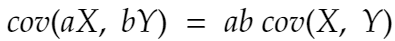 cov(aX, bY) = ab cov(X, Y)